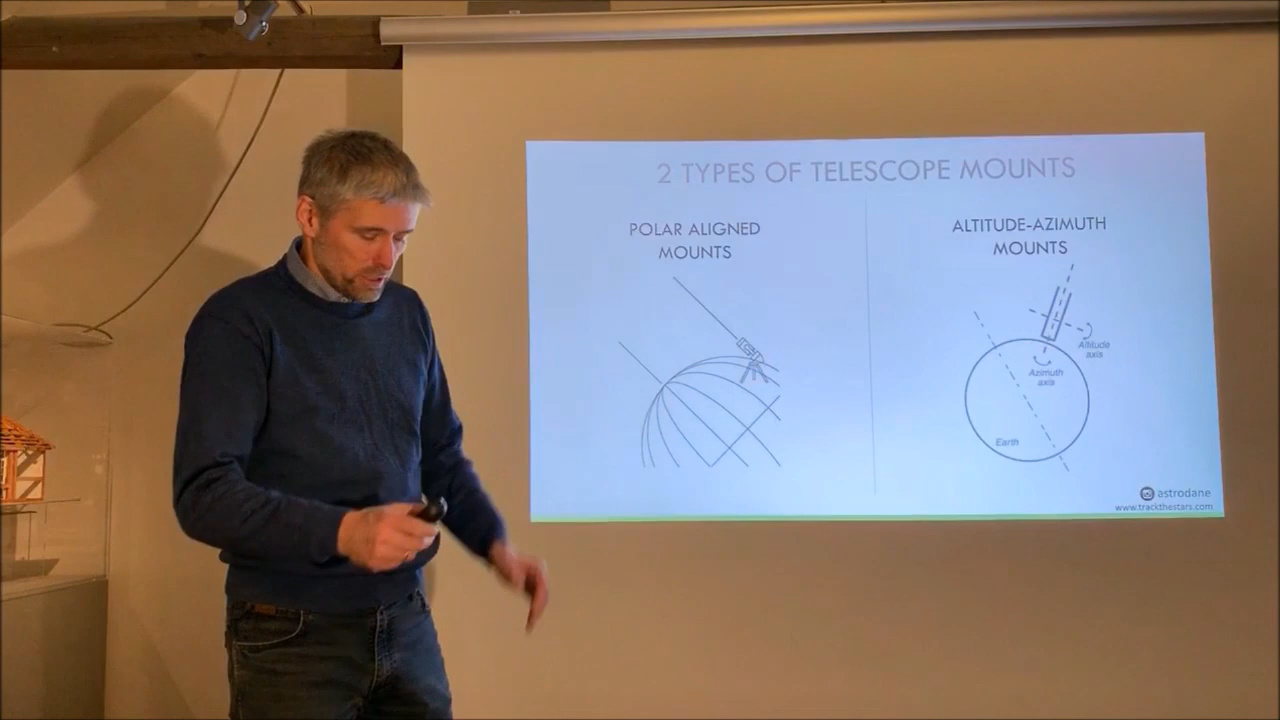 2 TYPES OF TELESCOPE MOUNTS
POLAR ALIGNED
MOUNTS
ALTITUDE-AZIMUTH
MOUNTS
Altitude
axis
Azimuth
axis
Earth
astrodane
www.trackthestars.com